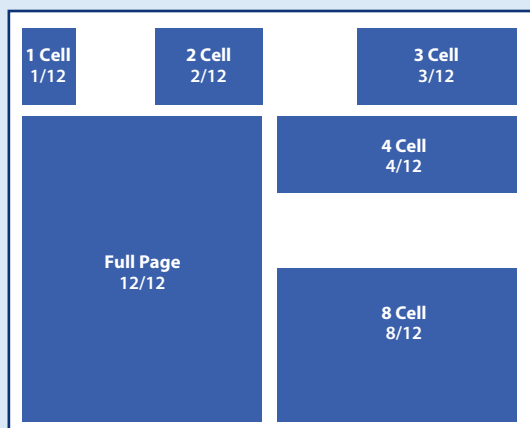 1 Cell
1/12
2 Cell
2/12
3 Cell
3/12
4 Cell
4/12
Full Page
12/12
8 Cell
8/12